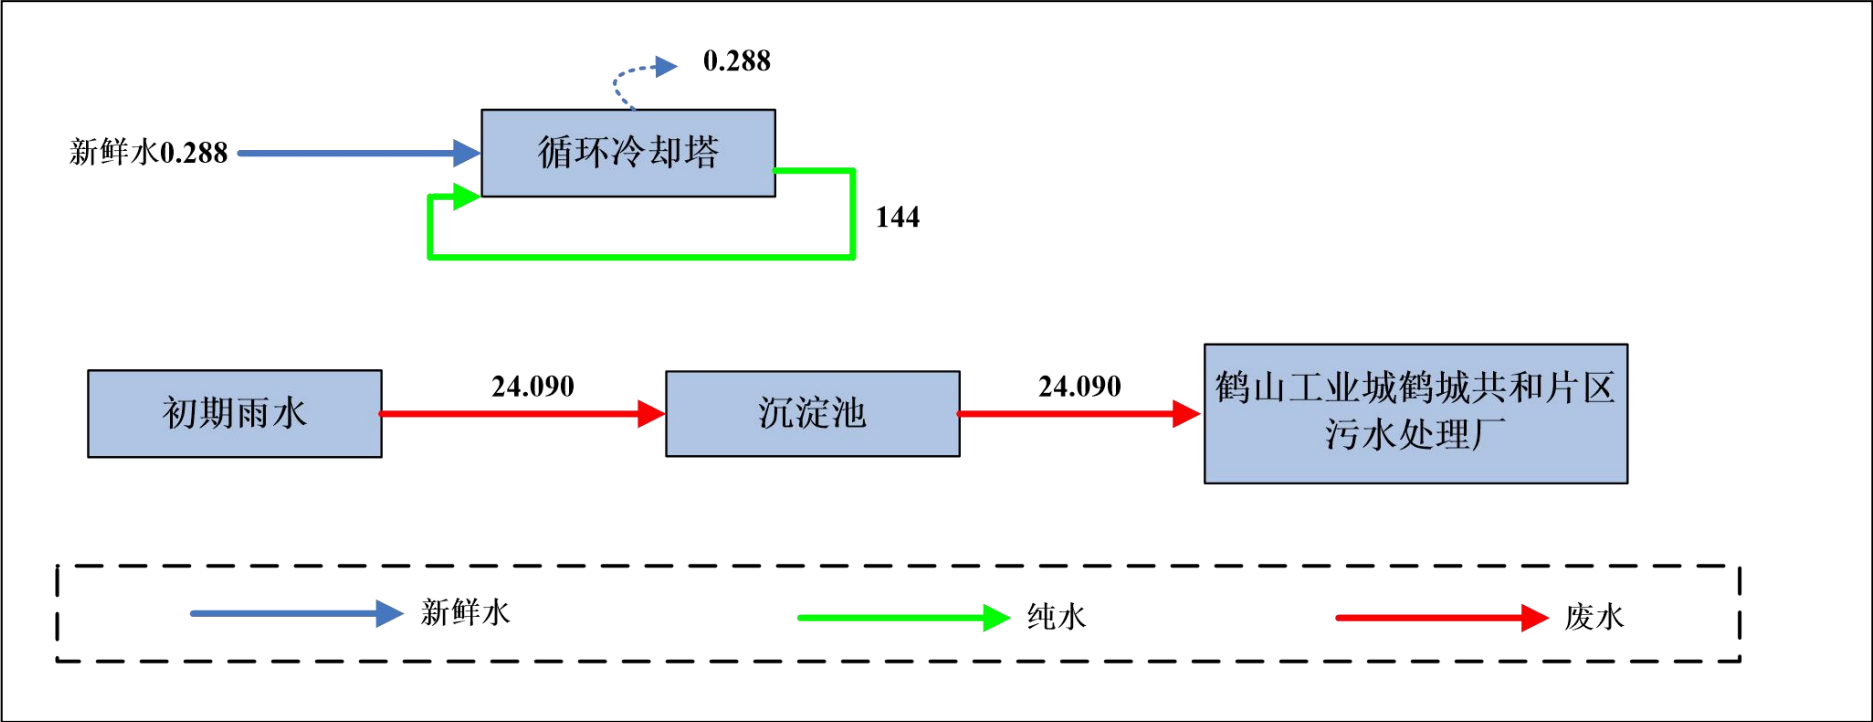 0.288
新鲜水0.288
循环冷却塔
144
初期雨水
24.090
沉淀池
24.090
鹤山工业城鹤城共和片区
污水处理厂
新鲜水
纯水
废水